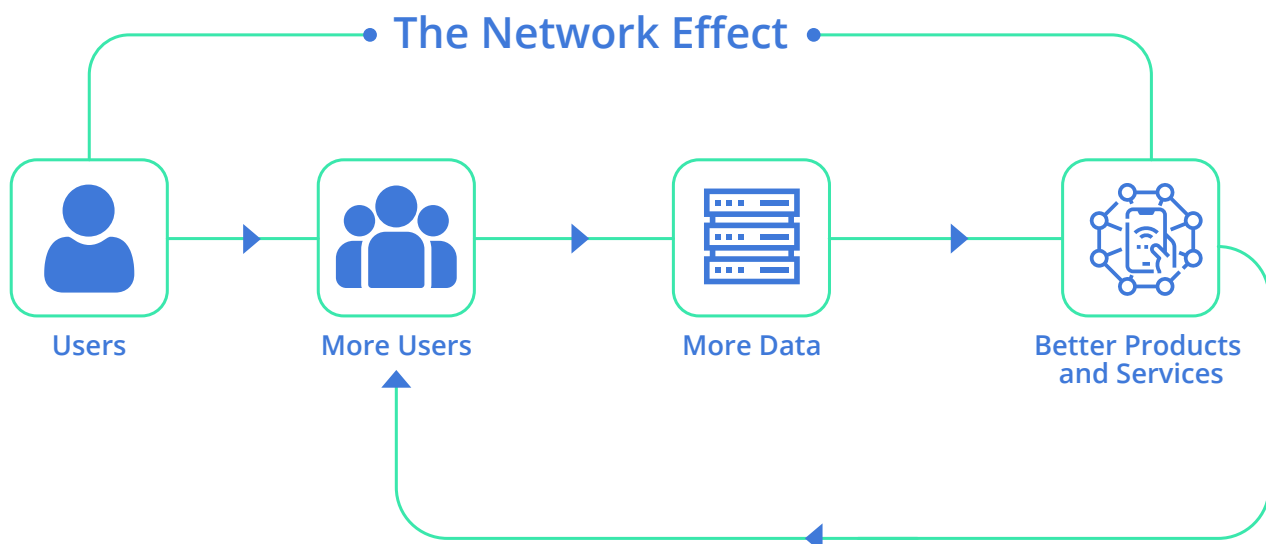 The Network Effect
Users
More Users
More Data
Better Products
and Services